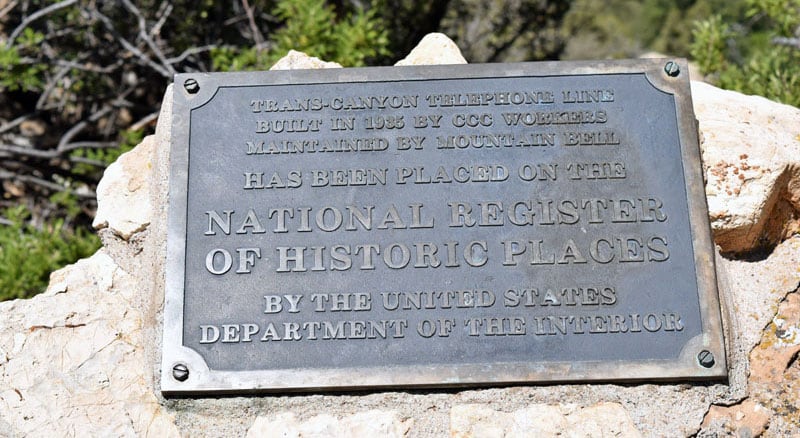 TRANS-CANYON TELEPHONE LINE
BUILT IN 1935 BY CCC WORKERS
MAINTAINED BY MOUNTAIN BELL
HAS BEEN PLACED ON THE
NATIONAL REGISTER
OF HISTORIC PLACES
BY THE UNITED STATES
DEPARTMENT OF THE INTERIOR